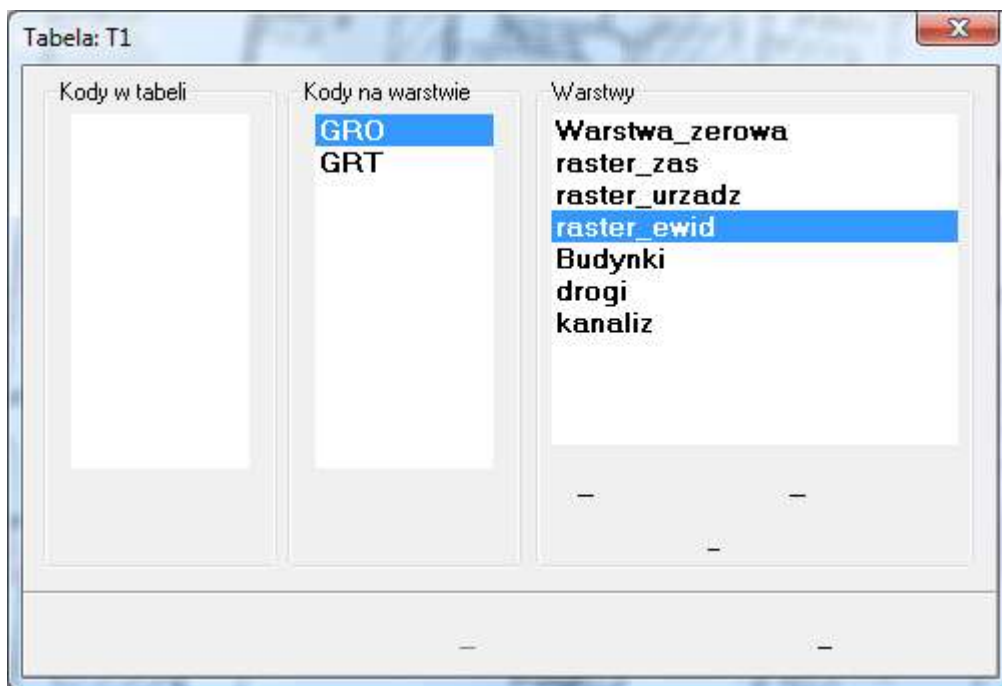 Tabela: T1
Kody w tabeli
Kody na warstwie
GRO
GRT
Warstwy
Warstwa_zerowa
raster_zas
raster_urzadz
raster_ewid
Budynki
drogi
kanaliz